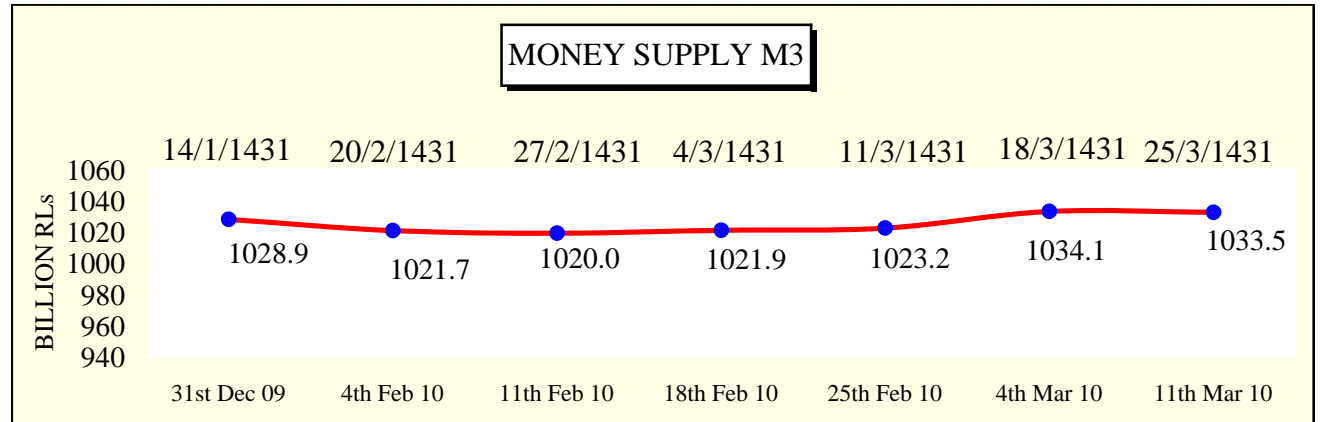 MONEY SUPPLY M3
14/1/1431 20/2/1431 27/2/1431 4/3/1431 11/3/1431 18/3/1431 25/3/1431
BILLION RLs
1060
1040
1020
1000
980
960
940
1028.9 1021.7 1020.0 1021.9 1023.2 1034.1 1033.5
31st Dec 09 4th Feb 10 11th Feb 10 18th Feb 10 25th Feb 10 4th Mar 10 11th Mar 10